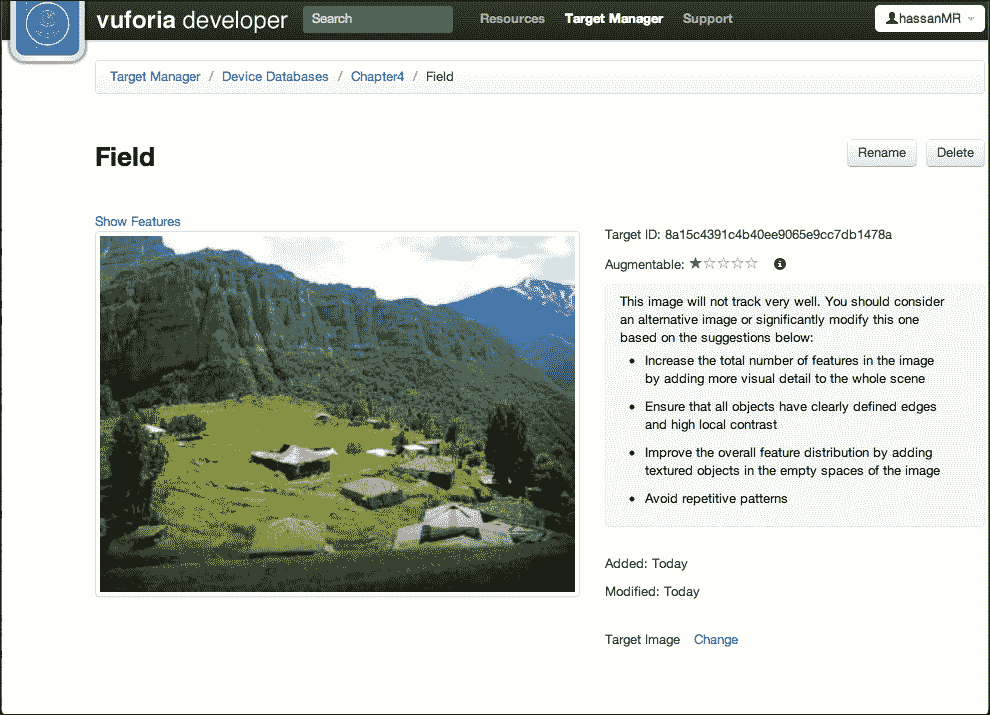 vuforia developer
Search
Resources
Target Manager
Support
hassanMR
Target Manager / Device Databases / Chapter4 / Field
Field
Rename
Delete
Show Features
Target ID: 8a15c4391c4b40ee9065e9cc7db1478a
Augmentable:
This image will not track very well. You should consider
an alternative image or significantly modify this one
based on the suggestions below:
• Increase the total number of features in the image
by adding more visual detail to the whole scene
• Ensure that all objects have clearly defined edges
and high local contrast
• Improve the overall feature distribution by adding
textured objects in the empty spaces of the image
• Avoid repetitive patterns
Added: Today
Modified: Today
Target Image Change